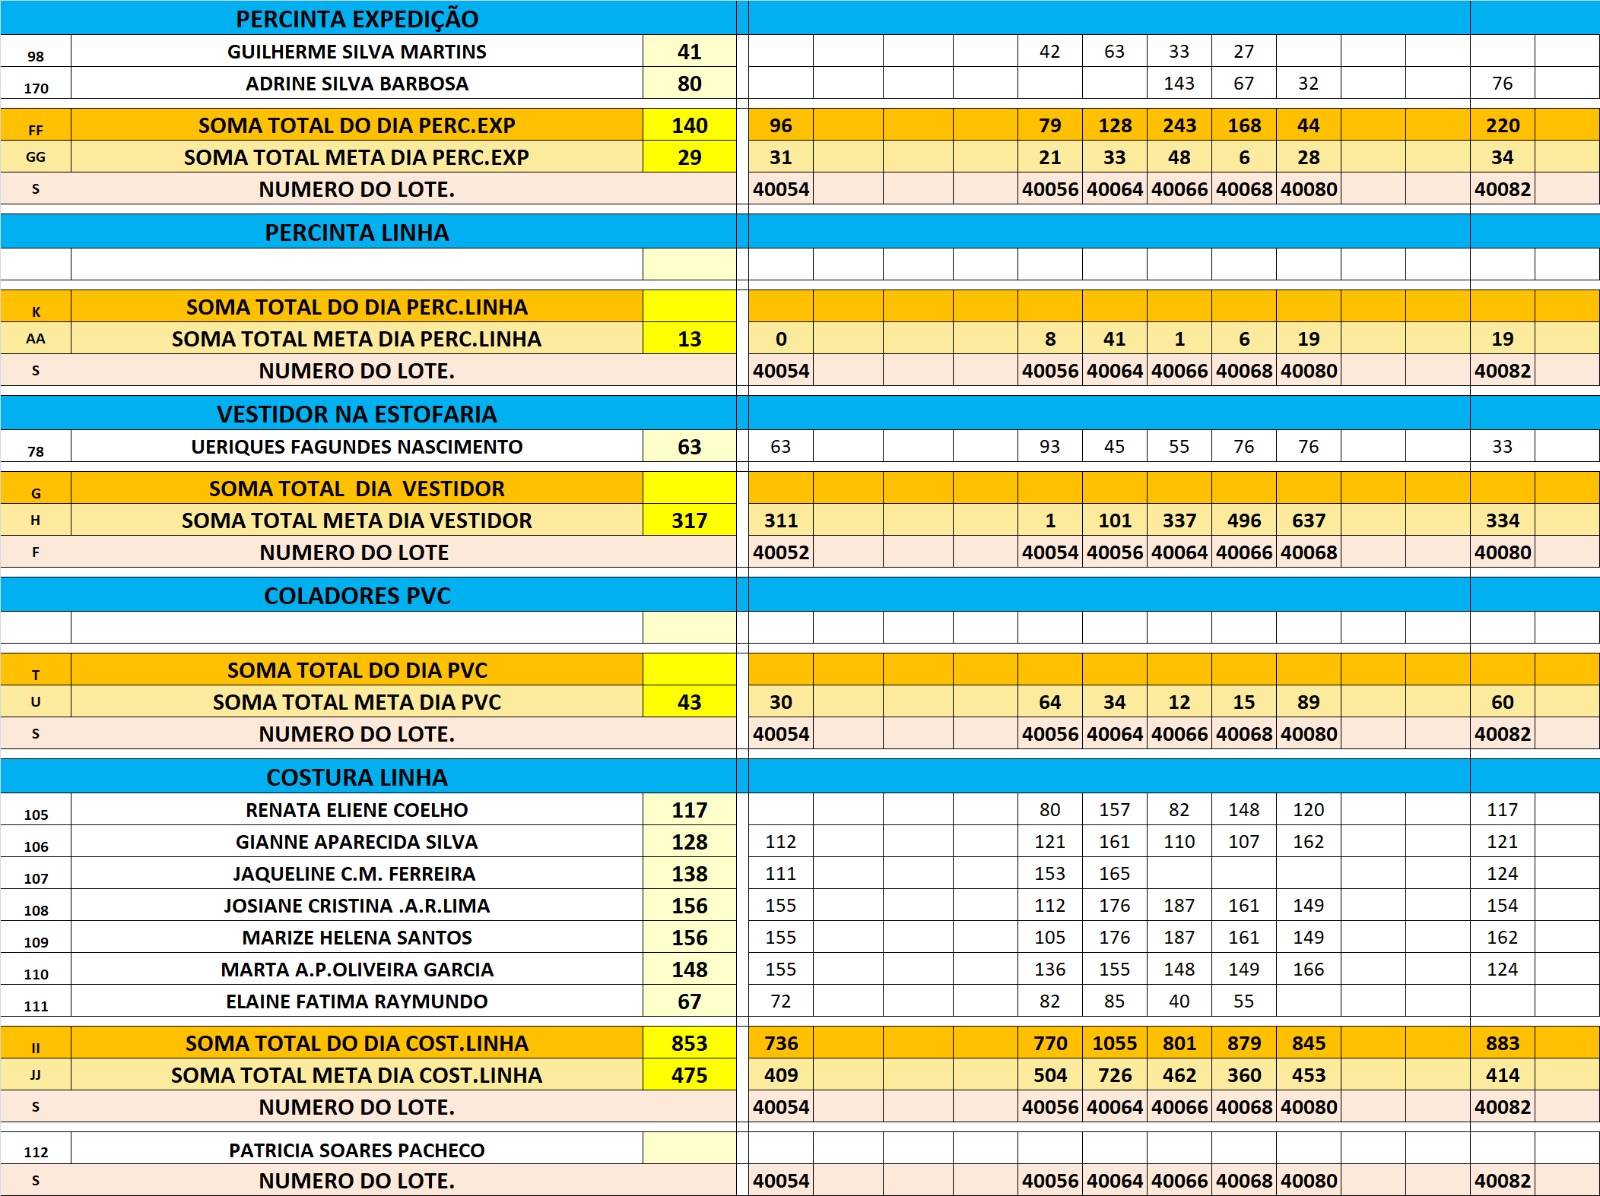 PERCINTA EXPEDIÇÃO
98 GUILHERME SILVA MARTINS 41 42 63 33 27
170 ADRINE SILVA BARBOSA 80 143 67 32 76
FF SOMA TOTAL DO DIA PERC.EXP 140 96 79 128 243 168 44 220
GG SOMA TOTAL META DIA PERC.EXP 29 31 21 33 48 6 28 34
S NUMERO DO LOTE. 40054 40056 40064 40066 40068 40080 40082
PERCINTA LINHA
K SOMA TOTAL DO DIA PERC.LINHA
AA SOMA TOTAL META DIA PERC.LINHA 13 0 8 41 1 6 19 19
S NUMERO DO LOTE. 40054 40056 40064 40066 40068 40080 40082
VESTIDOR NA ESTOFARIA
78 UERIQUES FAGUNDES NASCIMENTO 63 63 93 45 55 76 76 33
G SOMA TOTAL DIA VESTIDOR
H SOMA TOTAL META DIA VESTIDOR 317 311 1 101 337 496 637 334
F NUMERO DO LOTE 40052 40054 40056 40064 40066 40068 40080
COLADORES PVC
T SOMA TOTAL DO DIA PVC
U SOMA TOTAL META DIA PVC 43 30 64 34 12 15 89 60
S NUMERO DO LOTE. 40054 40056 40064 40066 40068 40080 40082
COSTURA LINHA
105 RENATA ELIENE COELHO 117 80 157 82 148 120 117
106 GIANNE APARECIDA SILVA 128 112 121 161 110 107 162 121
107 JAQUELINE C.M. FERREIRA 138 111 153 165 124
108 JOSIANE CRISTINA .A.R.LIMA 156 155 112 176 187 161 149 154
109 MARIZE HELENA SANTOS 156 155 105 176 187 161 149 162
110 MARTA A.P.OLIVEIRA GARCIA 148 155 136 155 148 149 166 124
111 ELAINE FATIMA RAYMUNDO 67 72 82 85 40 55
II SOMA TOTAL DO DIA COST.LINHA 853 736 770 1055 801 879 845 883
JJ SOMA TOTAL META DIA COST.LINHA 475 409 504 726 462 360 453 414
S NUMERO DO LOTE. 40054 40056 40064 40066 40068 40080 40082
112 PATRICIA SOARES PACHECO
S NUMERO DO LOTE. 40054 40056 40064 40066 40068 40080 40082